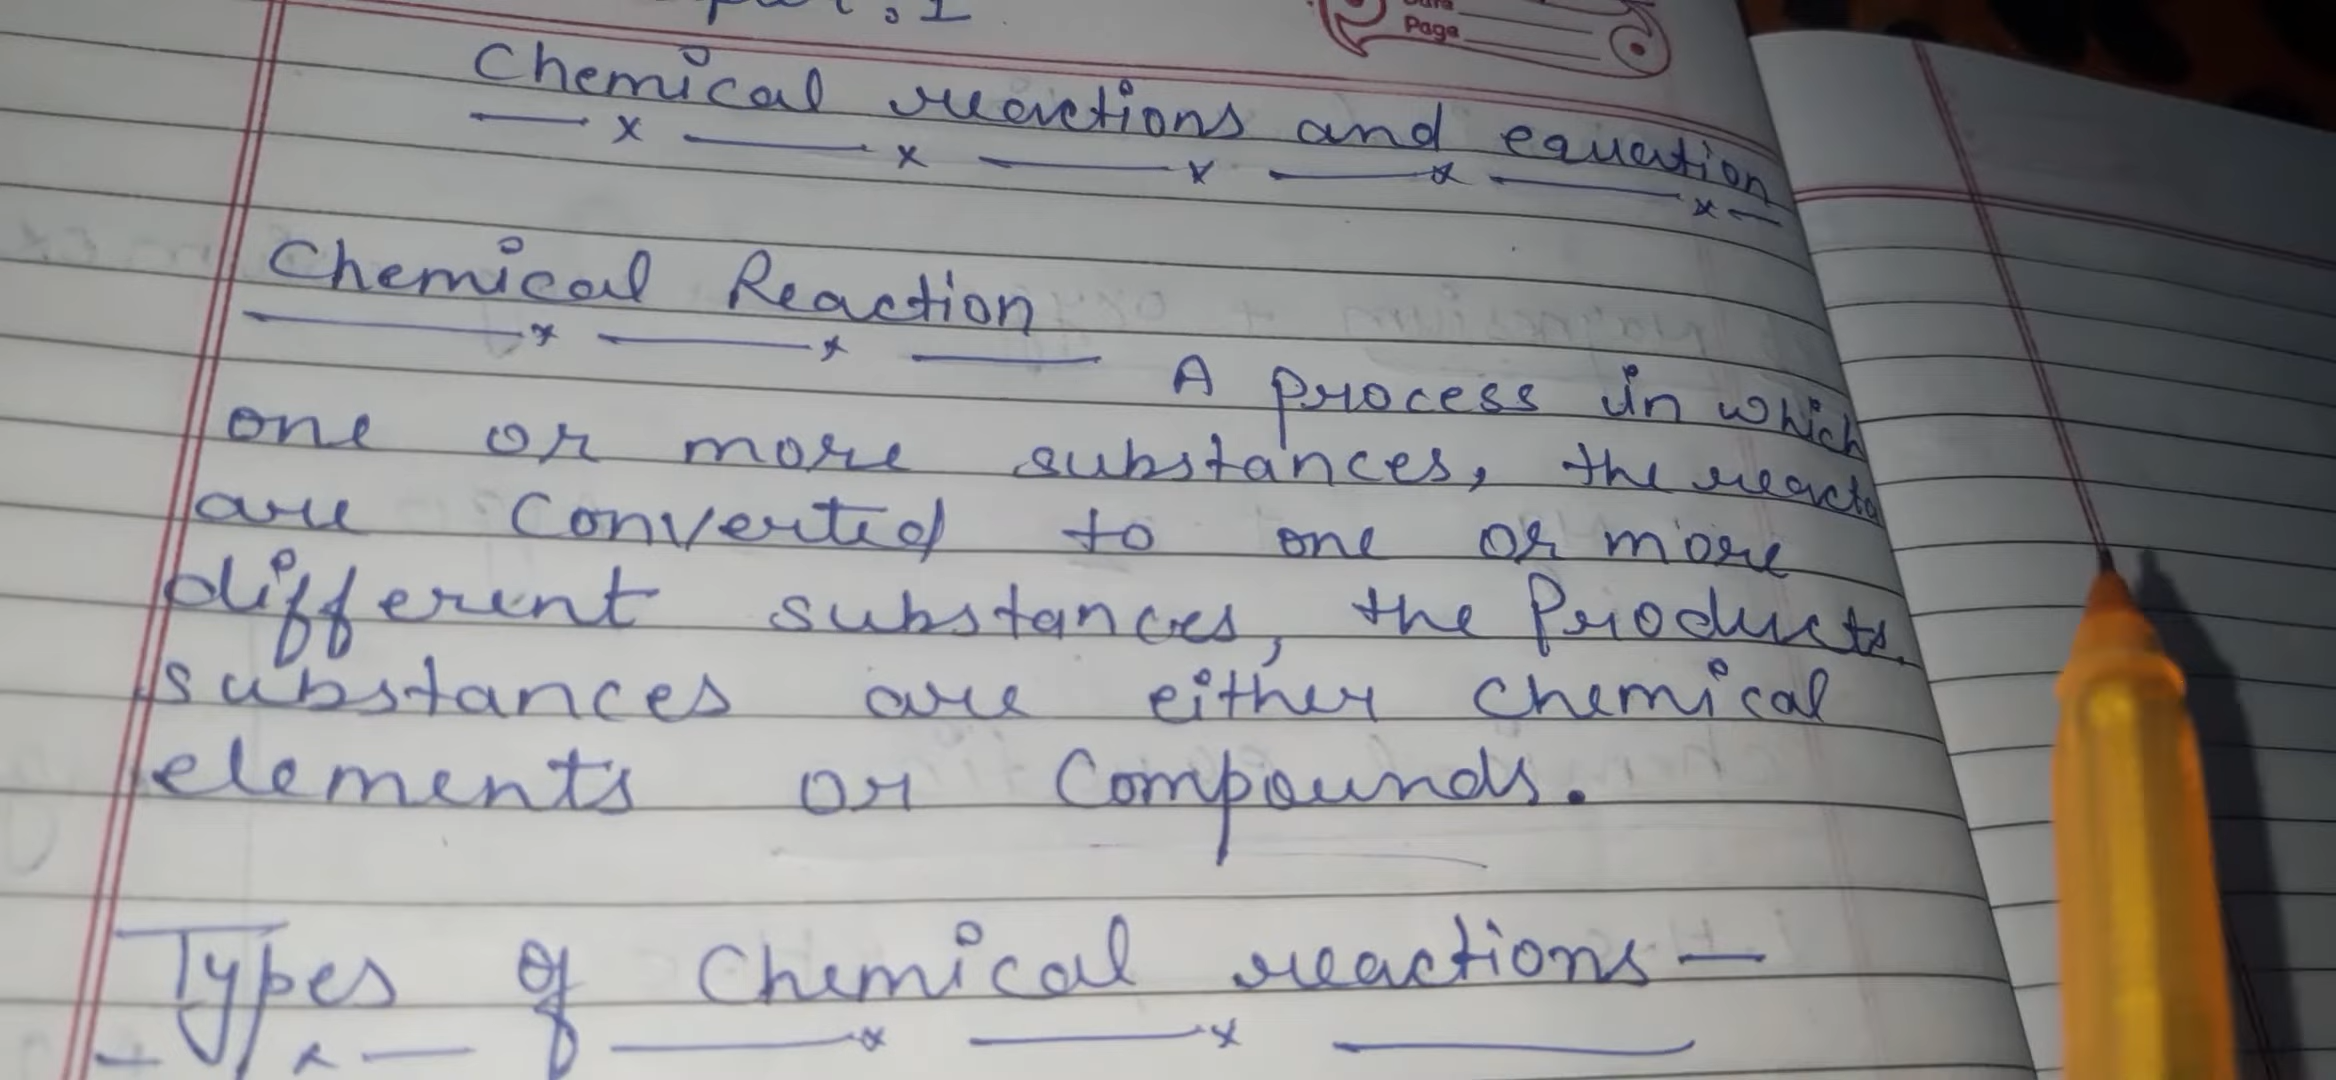 Page
Chemical reactions and equation
Chemical Reaction
A process in which
one or more substances, the reacta
are converted to one or more
different substances, the Products.
substances are either chemical
elements or compounds.
Types of Chemical reactions —